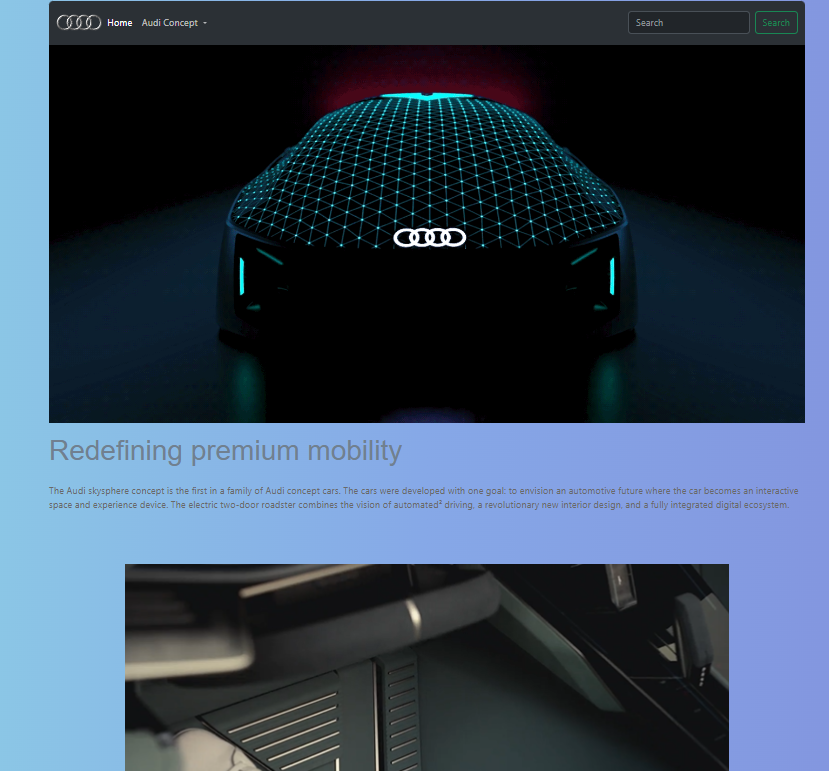 Home Audi Concept Search Search
Redefining premium mobility
The Audi skysphere concept is the first in a family of Audi concept cars. The cars were developed with one goal: to envision an automotive future where the car becomes an interactive
space and experience device. The electric two-door roadster combines the vision of automated² driving, a revolutionary new interior design, and a fully integrated digital ecosystem.